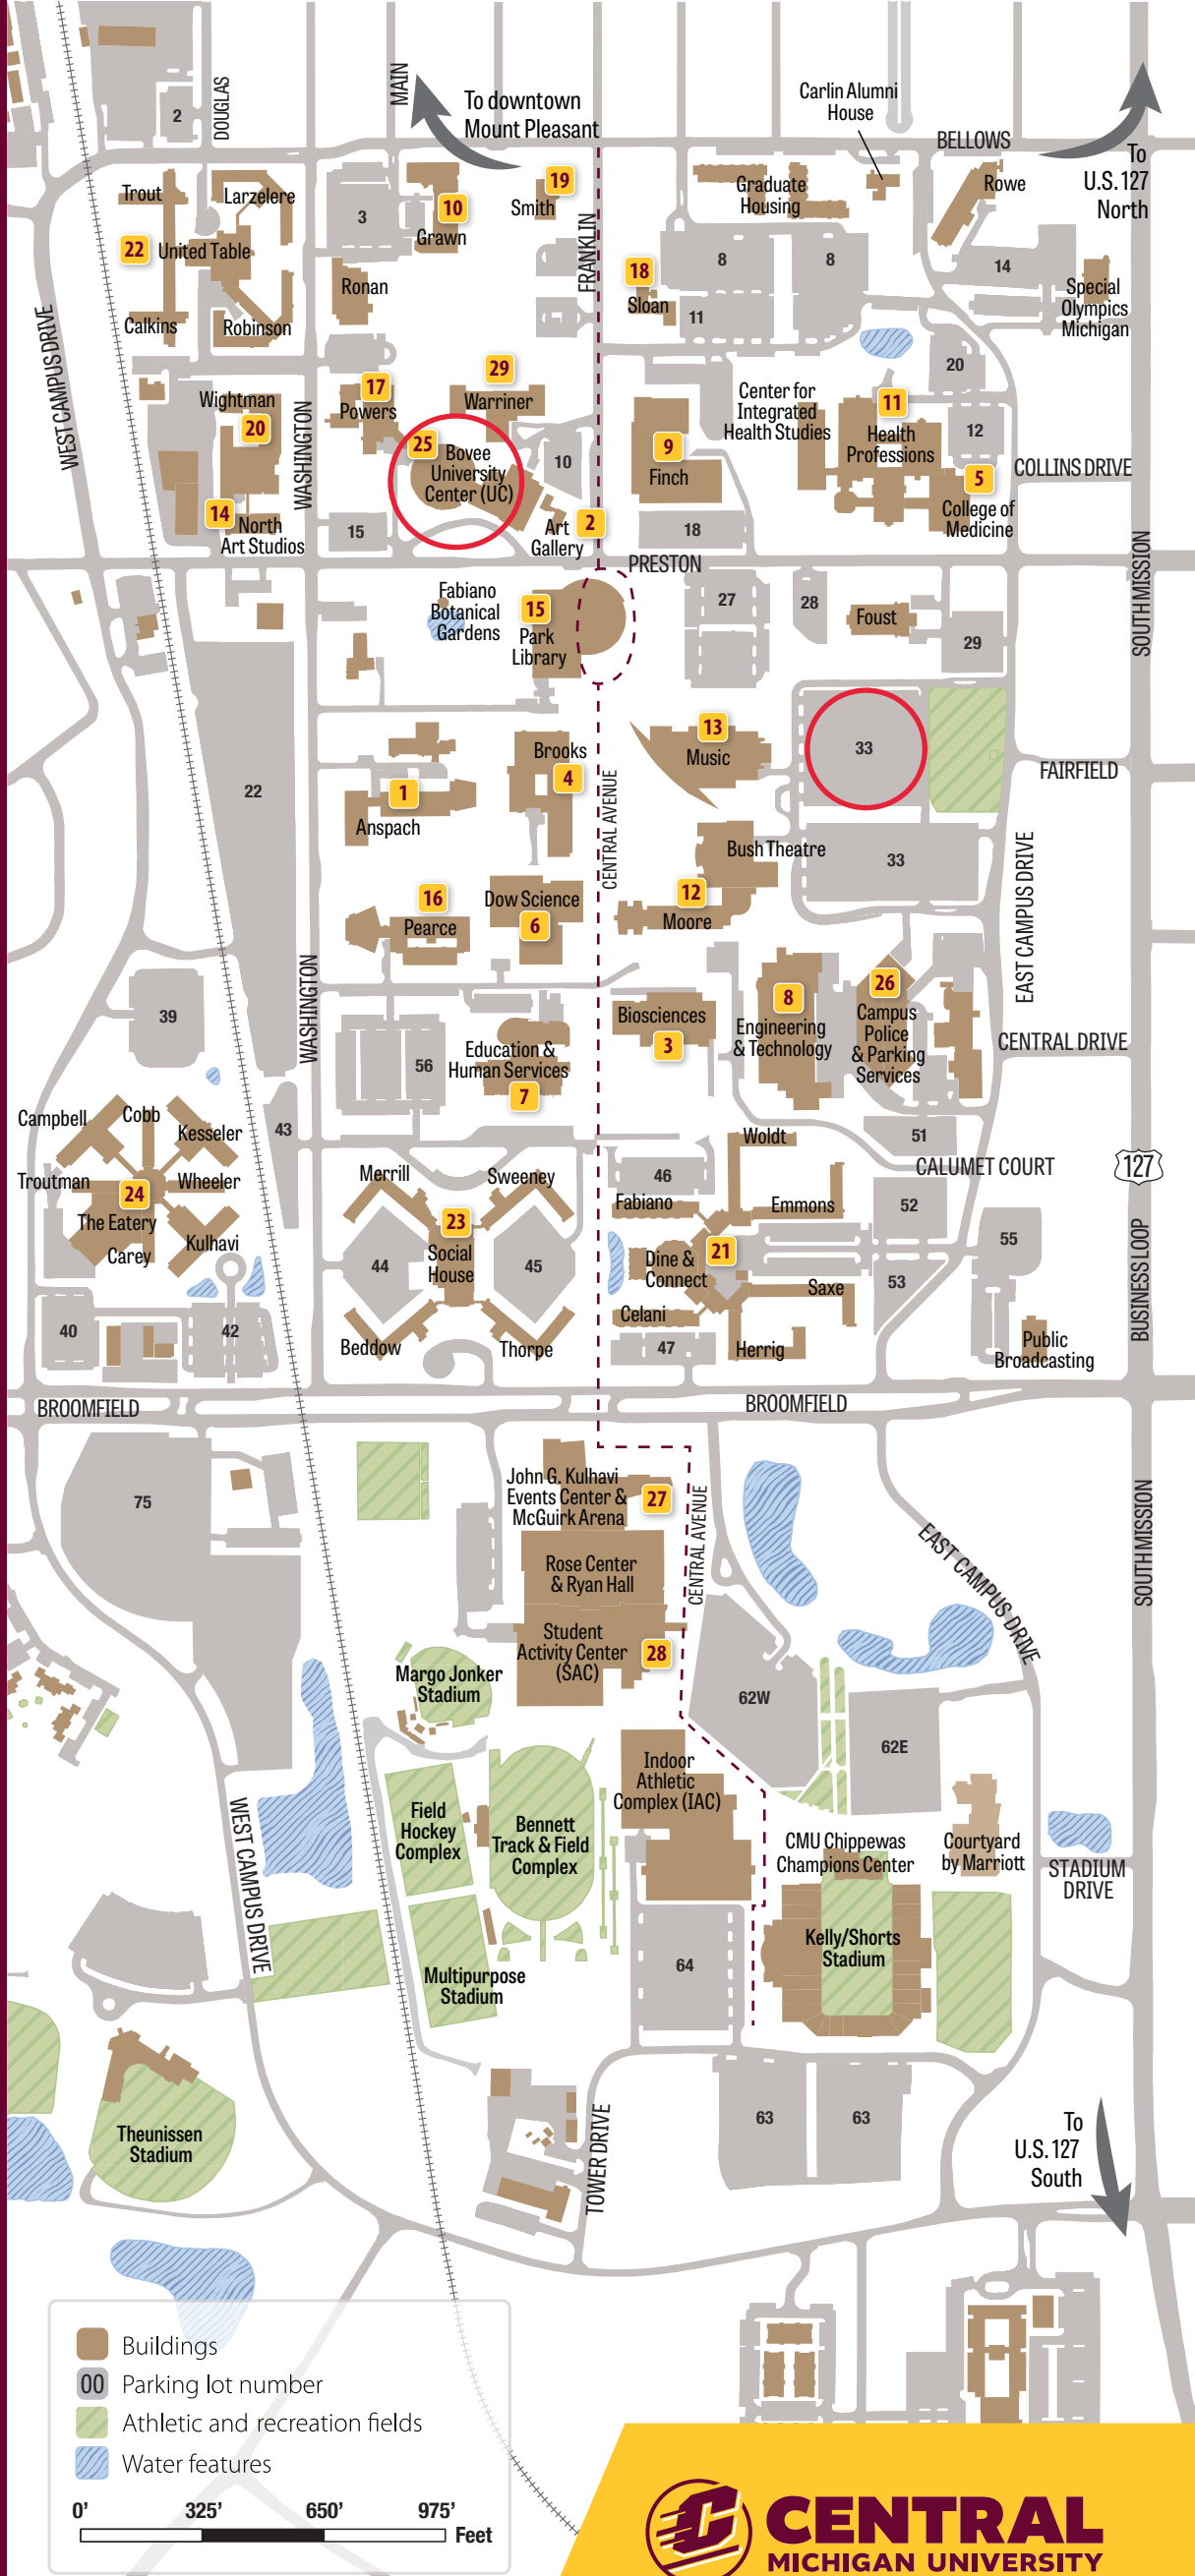 MAIN
DOUGLAS
2
To downtown
Mount Pleasant
Carlin Alumni
House
BELLOWS
To
U.S. 127
North
Trout
Larzelere
22
United Table
Calkins
Robinson
3
10
Grawn
19
Smith
Ronan
FRANKLIN
Graduate
Housing
Rowe
8
8
14
18
Sloan
11
Special
Olympics
Michigan
WEST CAMPUS DRIVE
20
Wightman
20
WASHINGTON
17
Powers
29
Warriner
25
Bovee
University
Center (UC)
10
9
Finch
Center for
Integrated
Health Studies
11
Health
Professions
12
COLLINS DRIVE
5
College of
Medicine
14
North
Art Studios
15
Art
Gallery
2
18
PRESTON
SOUTH MISSION
Fabiano
Botanical
Gardens
15
Park
Library
27
28
Foust
29
13
Music
33
FAIRFIELD
22
1
Anspach
Brooks
4
CENTRAL AVENUE
Bush Theatre
33
EAST CAMPUS DRIVE
16
Pearce
Dow Science
6
12
Moore
WASHINGTON
39
56
Education &
Human Services
7
Biosciences
3
8
Engineering
& Technology
26
Campus
Police
& Parking
Services
CENTRAL DRIVE
Campbell
Cobb
Kesseler
43
Troutman
24
Wheeler
The Eatery
Carey
Kulhavi
Merrill
Sweeney
23
Social
House
44
45
Beddow
Thorpe
Woldt
51
CALUMET COURT
127
46
Fabiano
Emmons
52
21
Dine &
Connect
55
Saxe
53
Celani
47
Herrig
Public
Broadcasting
BUSINESS LOOP
40
42
BROOMFIELD
BROOMFIELD
75
John G. Kulhavi
Events Center &
McGuirk Arena
27
Rose Center
& Ryan Hall
Student
Activity Center
(SAC)
28
CENTRAL AVENUE
EAST CAMPUS DRIVE
SOUTH MISSION
Margo Jonker
Stadium
62W
62E
Indoor
Athletic
Complex (IAC)
Field
Hockey
Complex
Bennett
Track & Field
Complex
CMU Chippewas
Champions Center
Courtyard
by Marriott
STADIUM
DRIVE
WEST CAMPUS DRIVE
Kelly/Shorts
Stadium
64
Multipurpose
Stadium
63
63
Theunissen
Stadium
TOWER DRIVE
To
U.S. 127
South
Buildings
00
Parking lot number
Athletic and recreation fields
Water features
0'
325'
650'
975'
Feet
C
CENTRAL
MICHIGAN UNIVERSITY